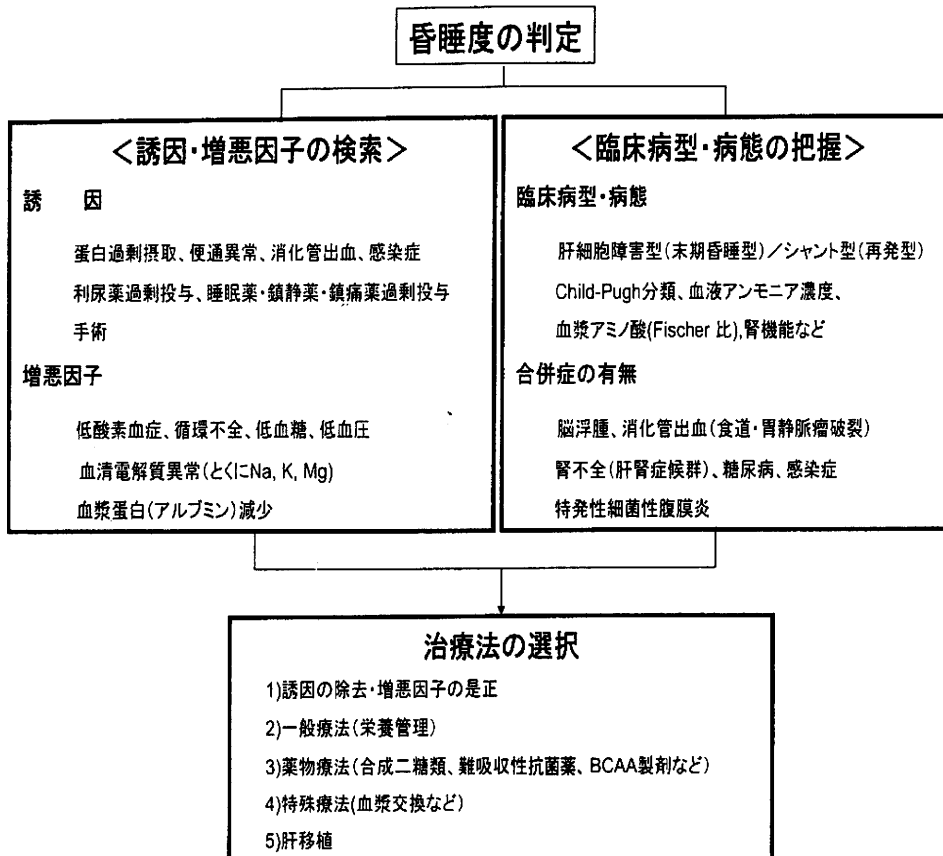 昏睡度の判定
＜誘因・増悪因子の検索＞
誘　因
蛋白過剰摂取、便通異常、消化管出血、感染症
利尿薬過剰投与、睡眠薬・鎮静薬・鎮痛薬過剰投与
手術
増悪因子
低酸素血症、循環不全、低血糖、低血圧
血清電解質異常(とくにNa, K, Mg)
血漿蛋白(アルブミン)減少
＜臨床病型・病態の把握＞
臨床病型・病態
肝細胞障害型(末期昏睡型)／シャント型(再発型)
Child-Pugh分類、血液アンモニア濃度、
血漿アミノ酸(Fischer 比),腎機能など
合併症の有無
脳浮腫、消化管出血(食道・胃静脈瘤破裂)
腎不全(肝腎症候群)、糖尿病、感染症
特発性細菌性腹膜炎
治療法の選択
1)誘因の除去・増悪因子の是正
2)一般療法(栄養管理)
3)薬物療法(合成二糖類、難吸収性抗菌薬、BCAA製剤など)
4)特殊療法(血漿交換など)
5)肝移植